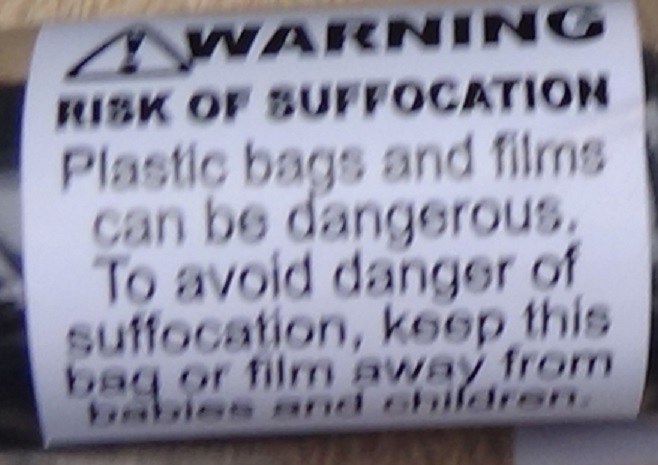 WARNING
RISK OF SUFFOCATION
Plastic bags and films
can be dangerous.
To avoid danger of
suffocation, keep this
bag or film away from
babies and children.